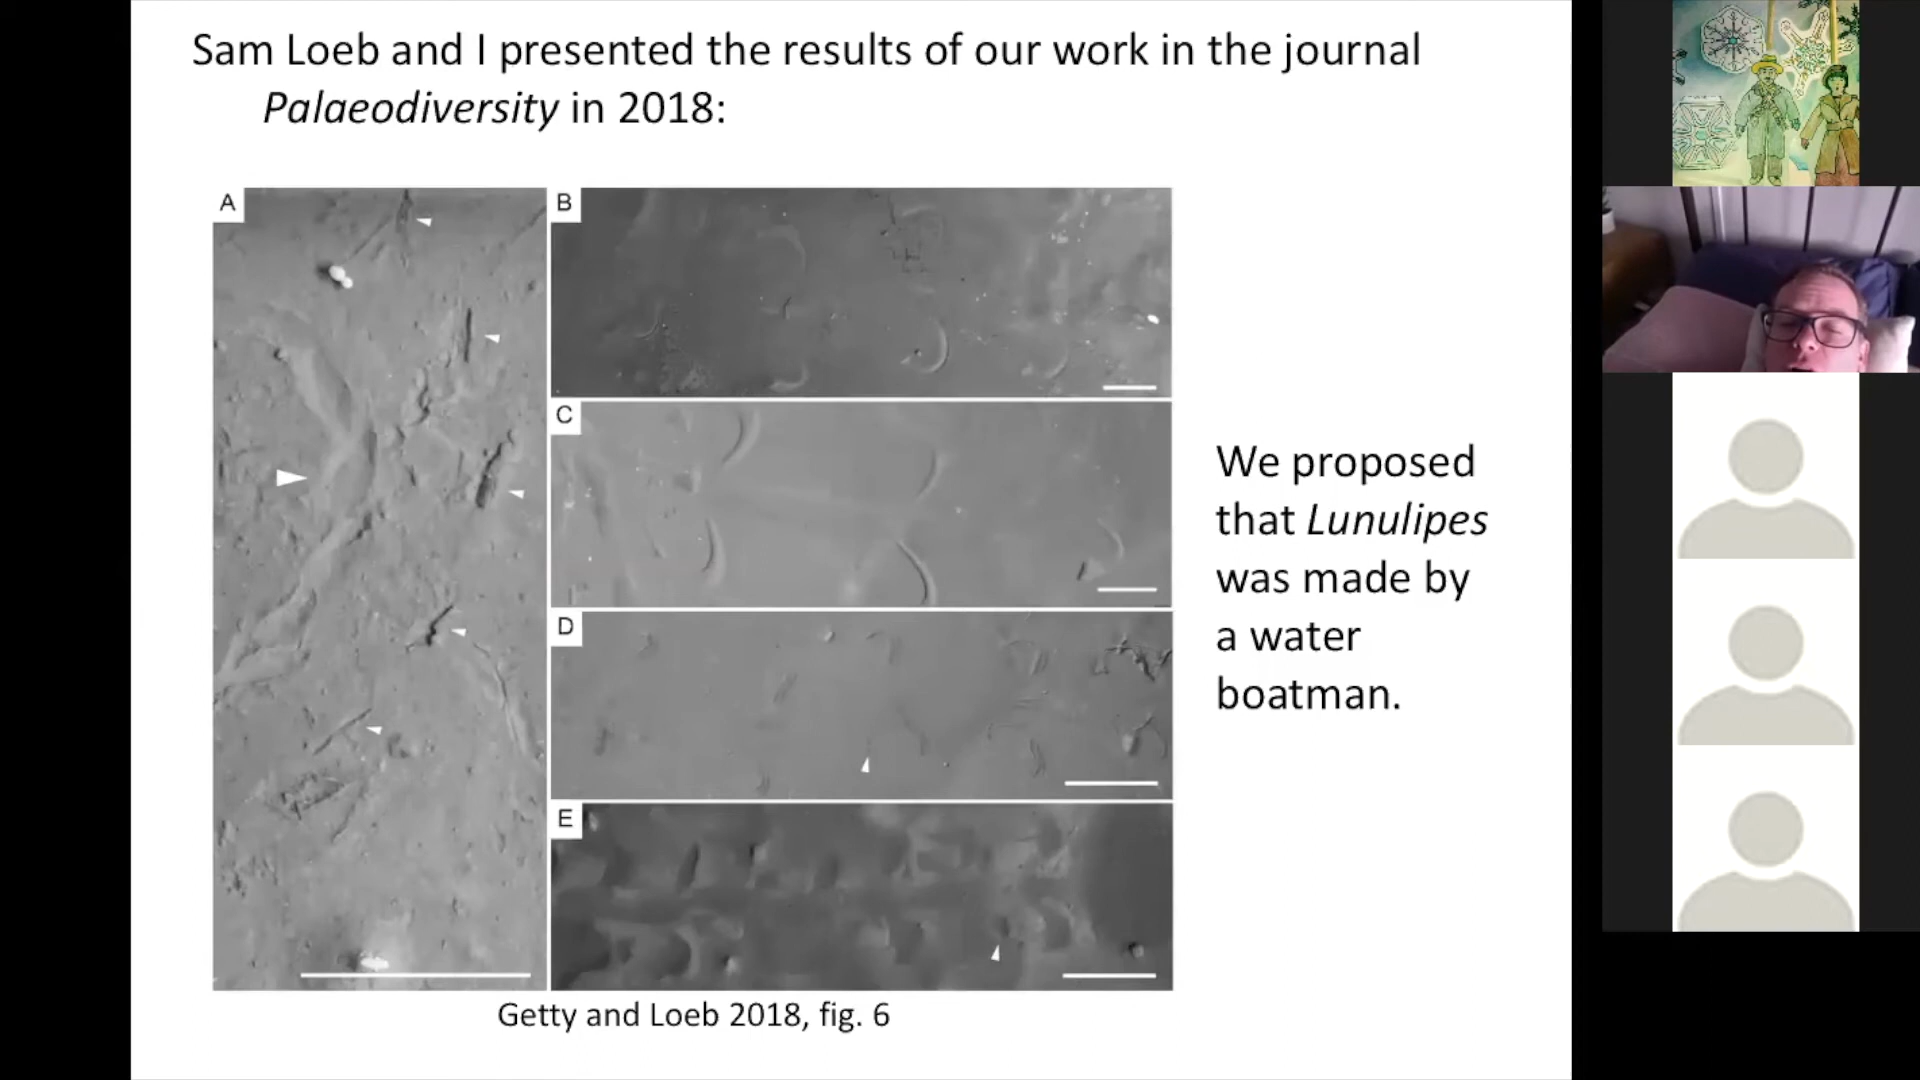 Sam Loeb and I presented the results of our work in the journal
Palaeodiversity in 2018:
A
B
C
D
E
We proposed
that Lunulipes
was made by
a water
boatman.
Getty and Loeb 2018, fig. 6